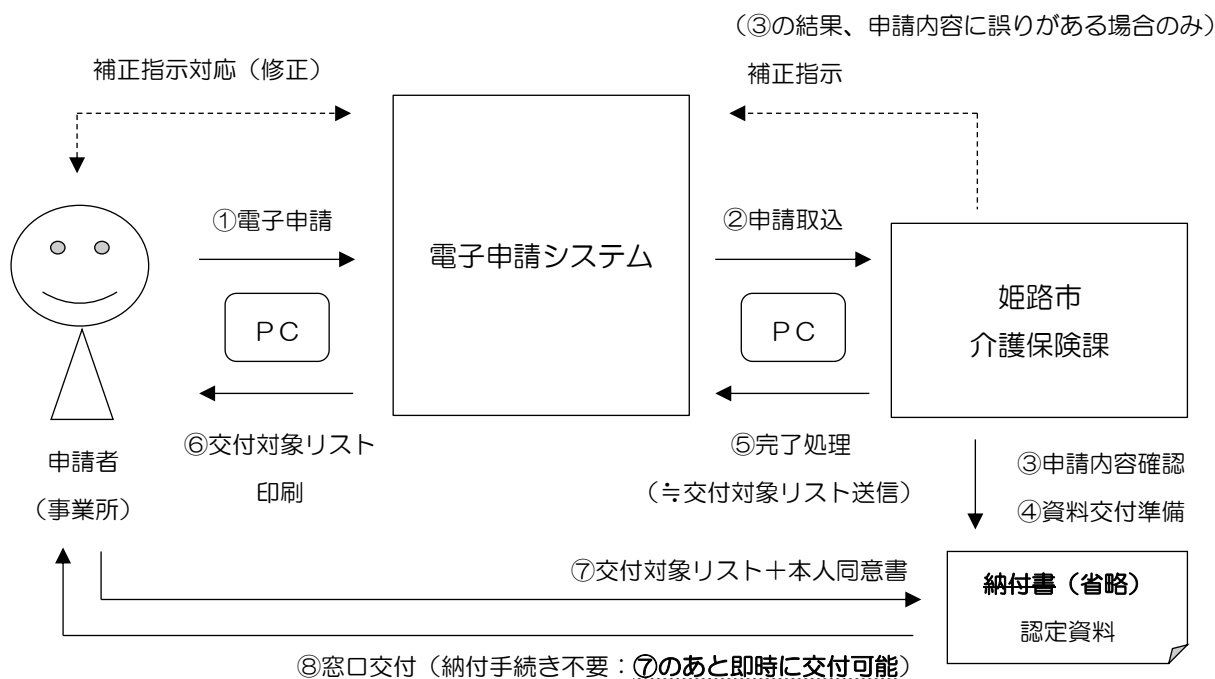 （③の結果、申請内容に誤りがある場合のみ）
補正指示対応（修正）
補正指示
①電子申請
②申請取込
電子申請システム
姫路市
介護保険課
ＰＣ
ＰＣ
⑥交付対象リスト
印刷
⑤完了処理
（≒交付対象リスト送信）
申請者
（事業所）
③申請内容確認
④資料交付準備
⑦交付対象リスト＋本人同意書
納付書（省略）
認定資料
⑧窓口交付（納付手続き不要：⑦のあと即時に交付可能）